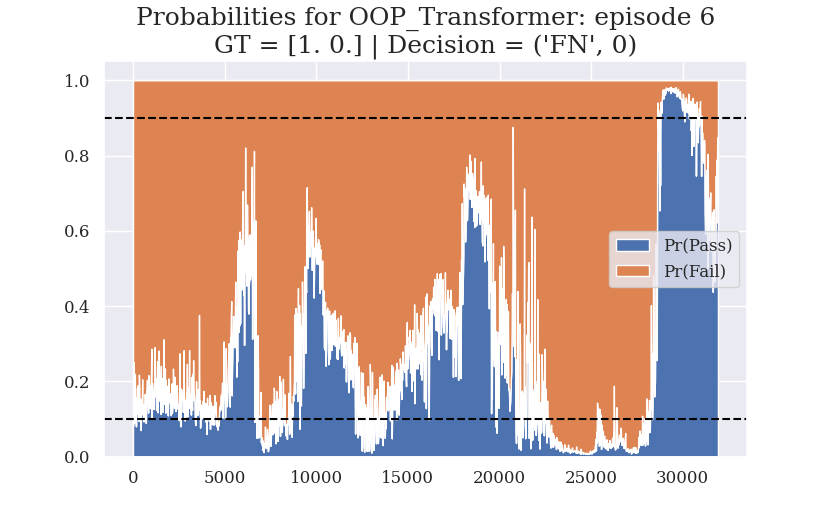 Probabilities for OOP_Transformer: episode 6
GT = [1. 0.] | Decision = ('FN', 0)
1.0
0.8
0.6
0.4
0.2
0.0
Pr(Pass)
Pr(Fail)
0 5000 10000 15000 20000 25000 30000